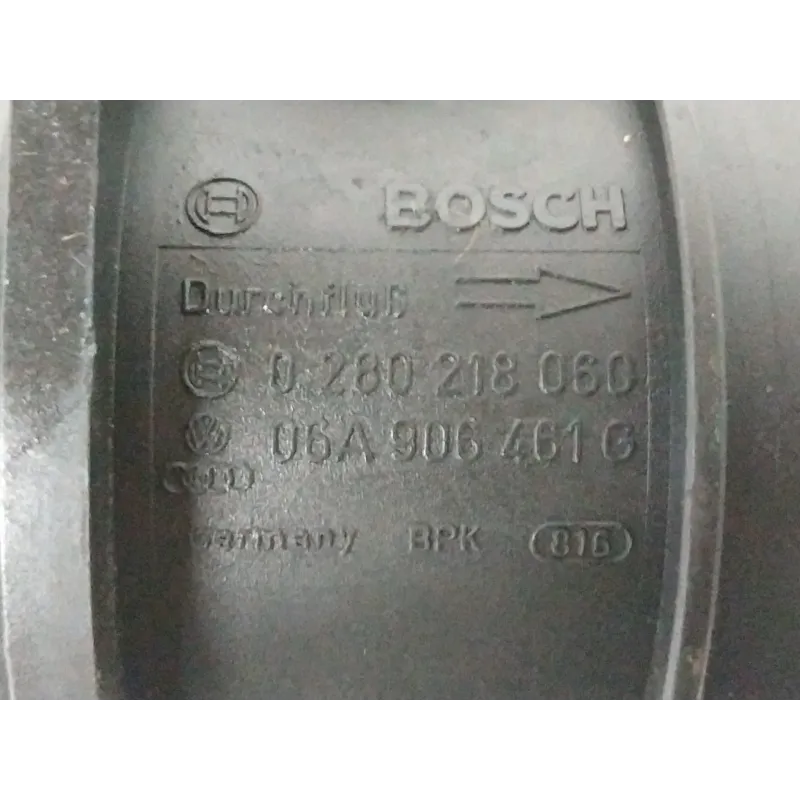 BOSCH
Durchfluß
0 280 218 060
06A 906 461 G
Germany BPK 816